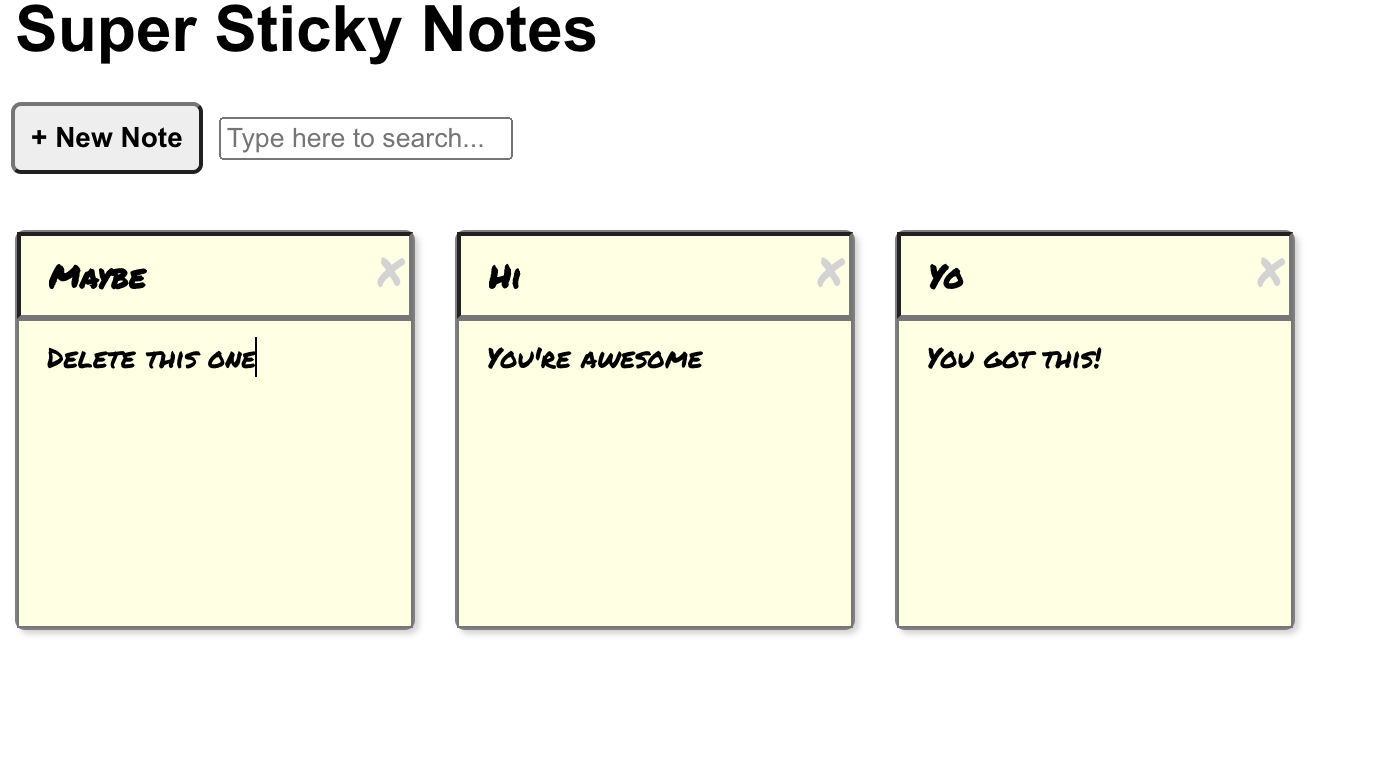 Super Sticky Notes
+ New Note
Type here to search...
Maybe
Delete this one
Hi
You're awesome
Yo
You got this!